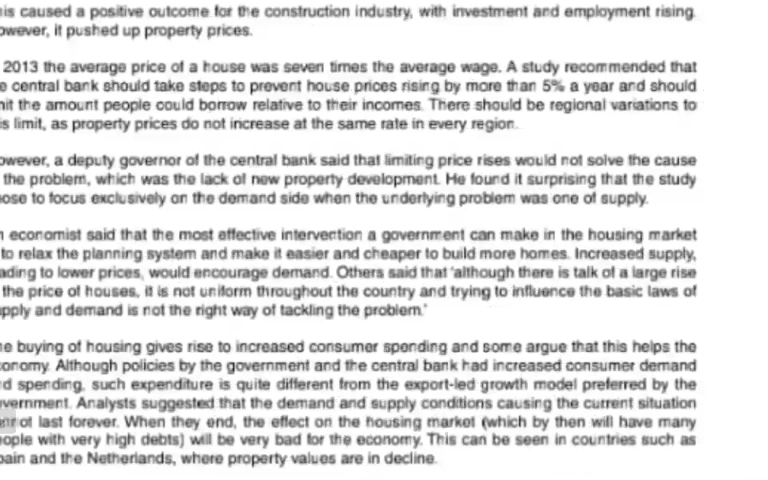 is caused a positive outcome for the construction industry, with investment and employment rising.
owever, it pushed up property prices.
2013 the average price of a house was seven times the average wage. A study recommended that
e central bank should take steps to prevent house prices rising by more than 5% a year and should
nit the amount people could borrow relative to their incomes. There should be regional variations to
is limit, as property prices do not increase at the same rate in every region.
owever, a deputy governor of the central bank said that limiting price rises would not solve the cause
the problem, which was the lack of new property development. He found it surprising that the study
ose to focus exclusively on the demand side when the underlying problem was one of supply.
n economist said that the most effective intervention a government can make in the housing market
to relax the planning system and make it easier and cheaper to build more homes. Increased supply,
ading to lower prices, would encourage demand. Others said that 'although there is talk of a large rise
the price of houses, it is not uniform throughout the country and trying to influence the basic laws of
pply and demand is not the right way of tackling the problem.'
e buying of housing gives rise to increased consumer spending and some argue that this helps the
onomy. Although policies by the government and the central bank had increased consumer demand
d spending, such expenditure is quite different from the export-led growth model preferred by the
vernment. Analysts suggested that the demand and supply conditions causing the current situation
nnot last forever. When they end, the effect on the housing market (which by then will have many
ople with very high debts) will be very bad for the economy. This can be seen in countries such as
pain and the Netherlands, where property values are in decline.